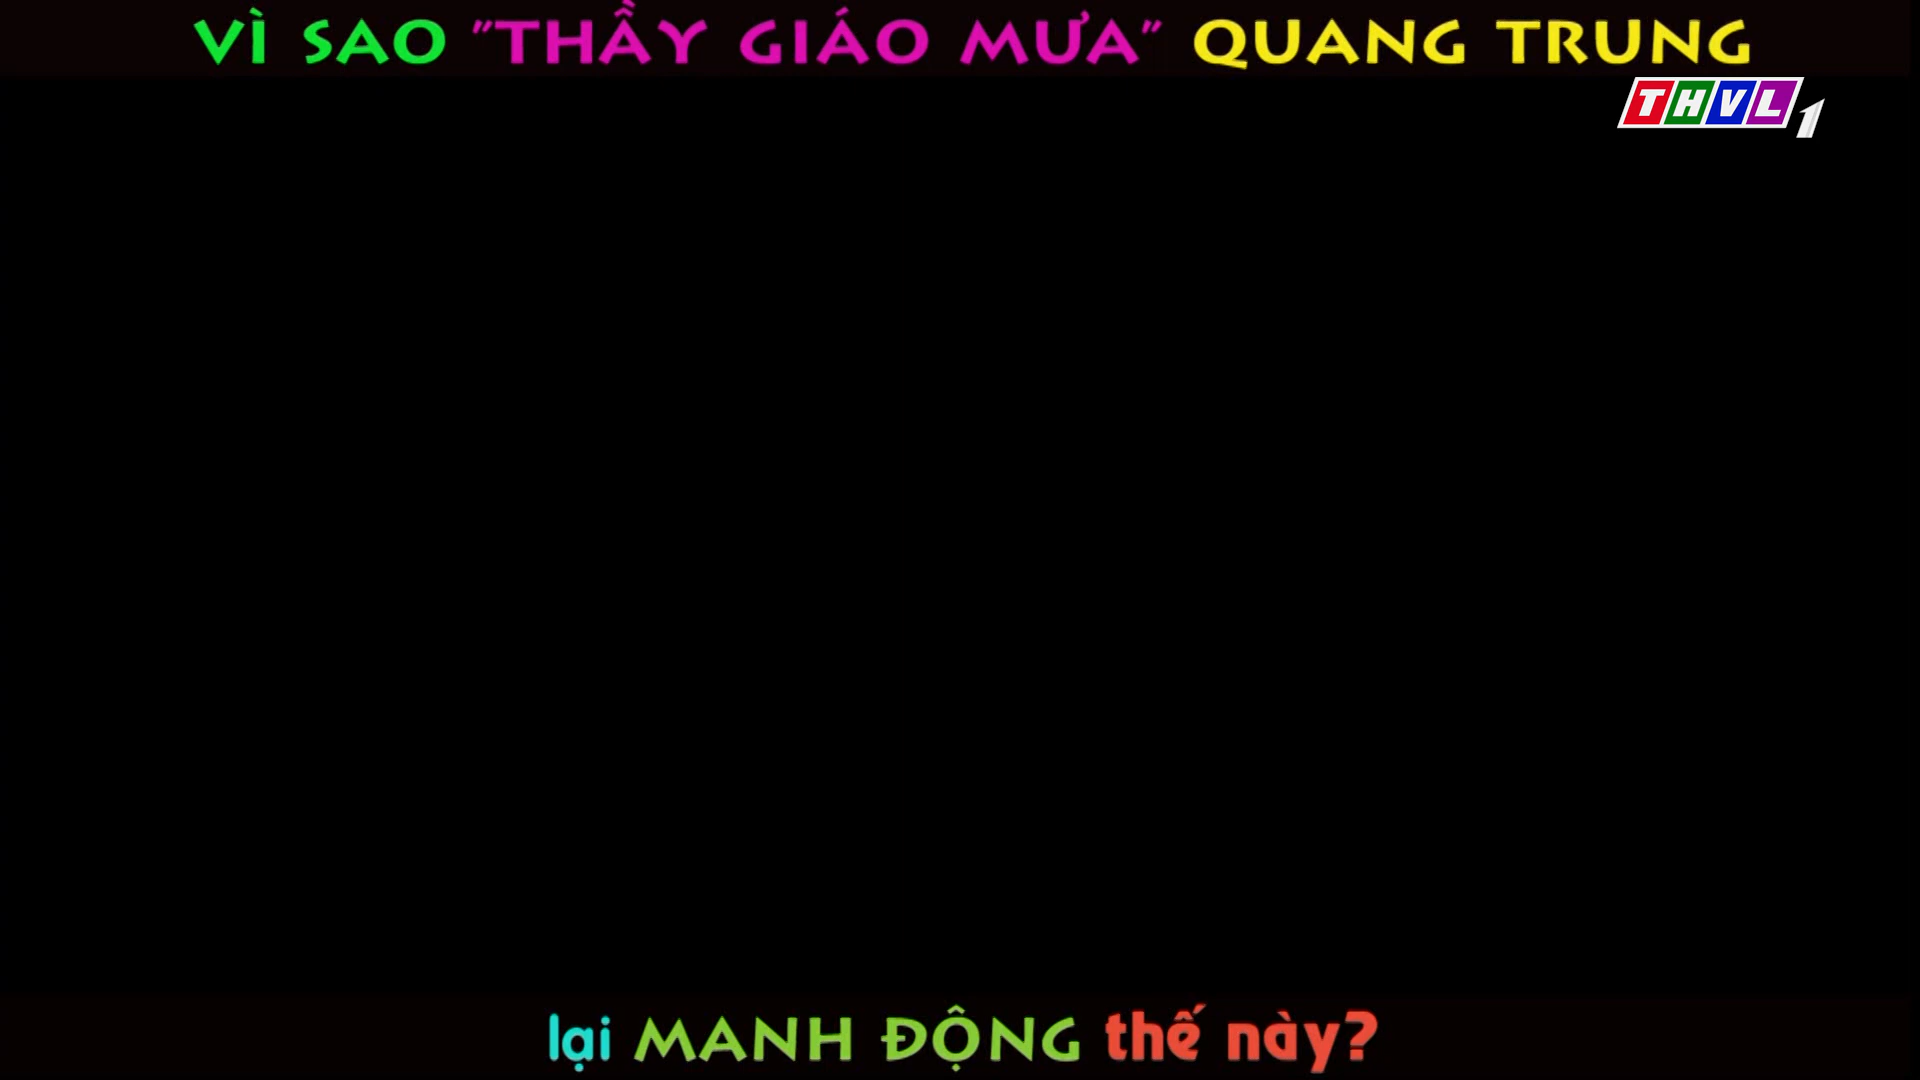 VÌ SAO "THẦY GIÁO MƯA" QUANG TRUNG
THVL1
lại MANH ĐỘNG thế này?